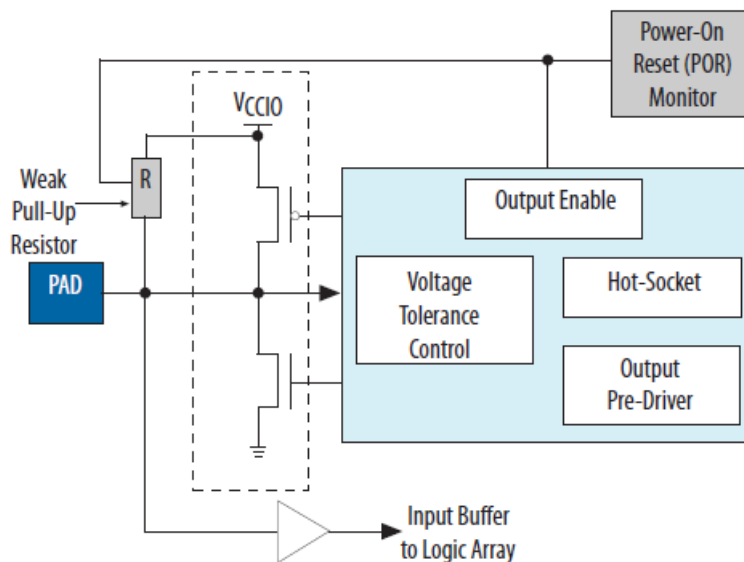 Power-On
Reset (POR)
Monitor
VCCIO
R
Weak
Pull-Up
Resistor
Output Enable
PAD
Voltage
Tolerance
Control
Hot-Socket
Output
Pre-Driver
Input Buffer
to Logic Array